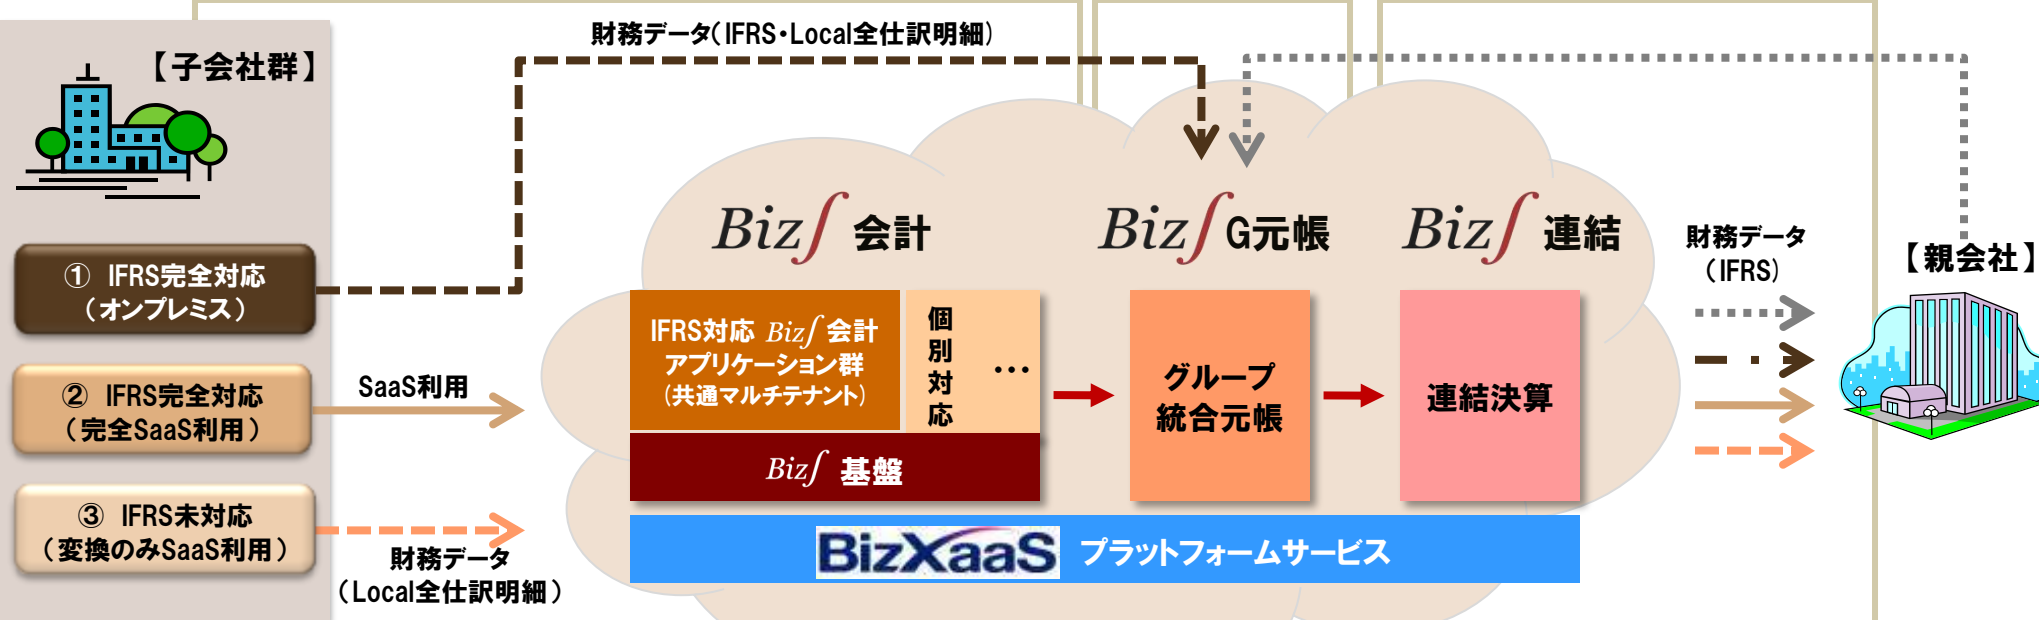 財務データ(IFRS・Local全仕訳明細)
【子会社群】
① IFRS完全対応
(オンプレミス)
② IFRS完全対応
(完全SaaS利用)
③ IFRS未対応
(変換のみSaaS利用)
SaaS利用
財務データ
(Local全仕訳明細)
Biz∫会計
IFRS対応 Biz∫会計
アプリケーション群
(共通マルチテナント)
個別対応
…
Biz∫基盤
Biz∫G元帳
グループ
統合元帳
Biz∫連結
連結決算
BizXaaS プラットフォームサービス
財務データ
(IFRS)
【親会社】